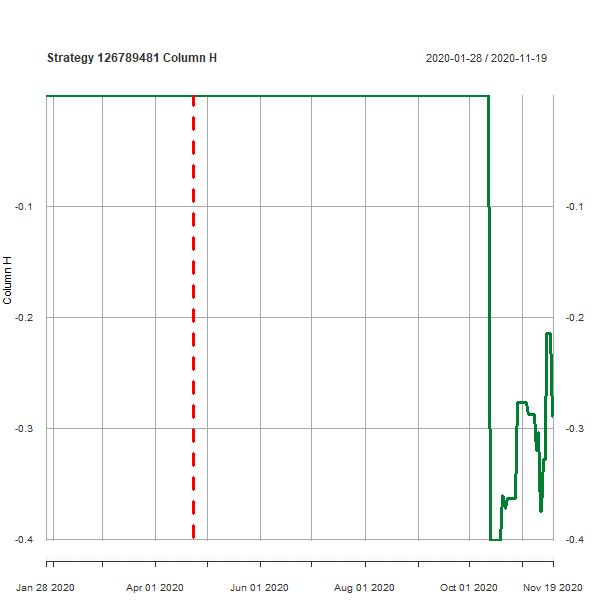 Strategy 126789481 Column H
2020-01-28 / 2020-11-19
-0.1
-0.1
-0.2
-0.2
Column H
-0.3
-0.3
-0.4
-0.4
Jan 28 2020
Apr 01 2020
Jun 01 2020
Aug 01 2020
Oct 01 2020
Nov 19 2020